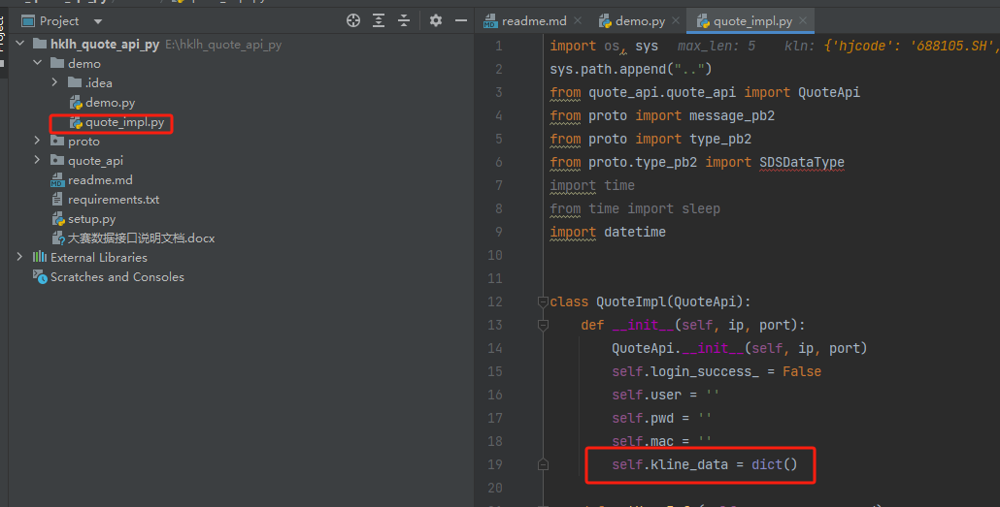 Project
hklh_quote_api_py E:\hklh_quote_api_py
demo
.idea
demo.py
quote_impl.py
proto
quote_api
readme.md
requirements.txt
setup.py
大赛数据接口说明文档.docx
External Libraries
Scratches and Consoles
readme.md demo.py quote_impl.py
1 import os, sys max_len: 5 kln: {'hjcode': '688105.SH',
2 sys.path.append("..")
3 from quote_api.quote_api import QuoteApi
4 from proto import message_pb2
5 from proto import type_pb2
6 from proto.type_pb2 import SDSDataType
7 import time
8 from time import sleep
9 import datetime
10
11
12 class QuoteImpl(QuoteApi):
13 def __init__(self, ip, port):
14 QuoteApi.__init__(self, ip, port)
15 self.login_success_ = False
16 self.user = ''
17 self.pwd = ''
18 self.mac = ''
19 self.kline_data = dict()
20